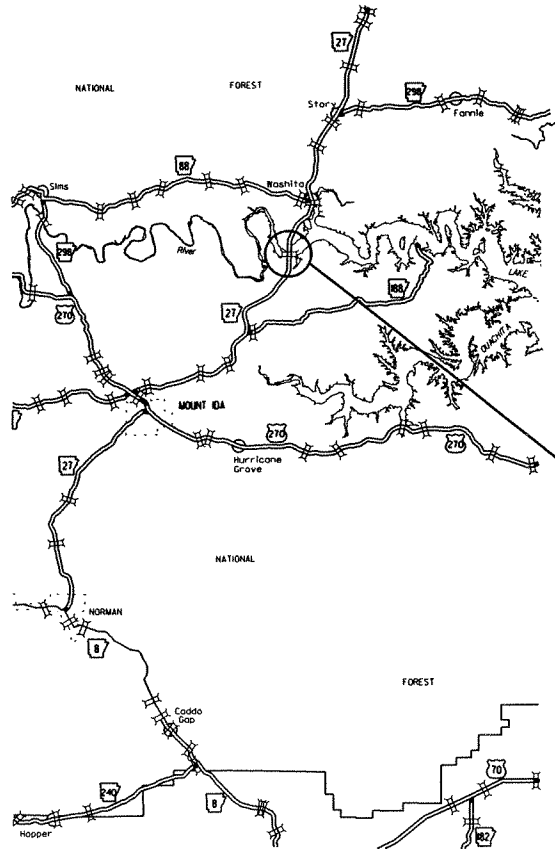 27
NATIONAL FOREST
298
Story
Fannie
88
Sims
Washita
298
River
LAKE
188
270
27
OUACHITA
MOUNT IDA
270
270
27
Hurricane
Grove
NATIONAL
NORMAN
8
FOREST
Caddo
Gap
70
240
8
Hopper
182